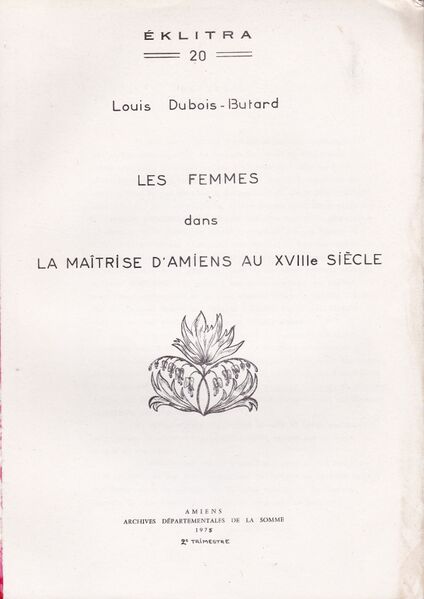 ÉKLITRA
20
Louis Dubois-Butard
LES FEMMES
dans
LA MAÎTRISE D'AMIENS AU XVIIIe SIÈCLE
AMIENS
ARCHIVES DÉPARTEMENTALES DE LA SOMME
1975
2e TRIMESTRE